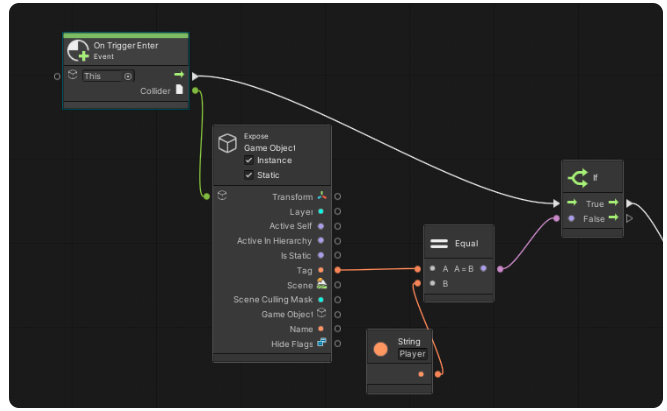 On Trigger Enter
Event
This
Collider
Expose
Game Object
Instance
Static
Transform
Layer
Active Self
Active In Hierarchy
Is Static
Tag
Scene
Scene Culling Mask
Game Object
Name
Hide Flags
Equal
A A = B
B
String
Player
If
True
False